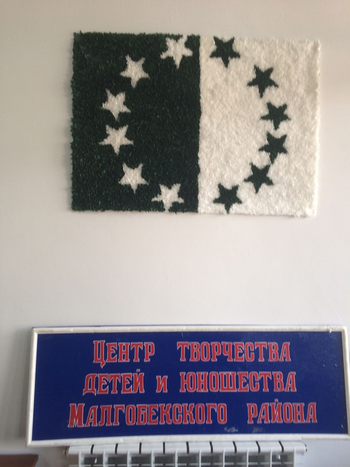 Центр творчества
детей и юношества
Малгобекского района